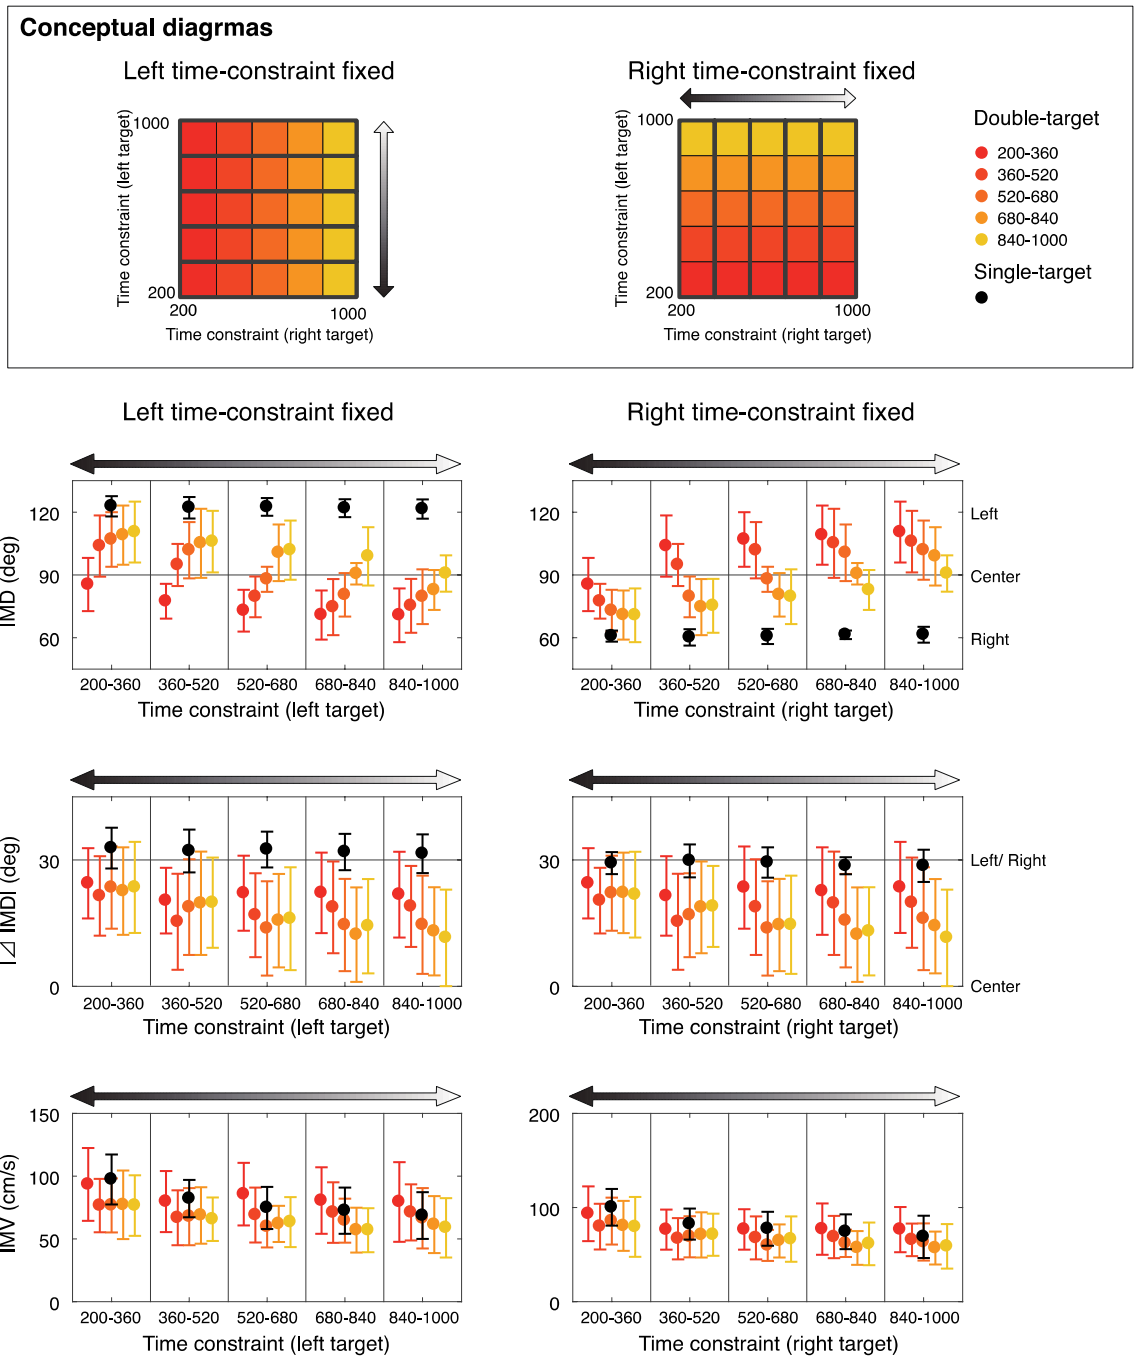 Conceptual diagrmas
Left time-constraint fixed
Right time-constraint fixed
Time constraint (left target)
1000
200
200
1000
Time constraint (right target)
Time constraint (left target)
1000
200
200
1000
Time constraint (right target)
Double-target
200-360
360-520
520-680
680-840
840-1000
Single-target
Left time-constraint fixed
Right time-constraint fixed
IMD (deg)
120
90
60
200-360 360-520 520-680 680-840 840-1000
Time constraint (left target)
Left
Center
Right
120
90
60
200-360 360-520 520-680 680-840 840-1000
Time constraint (right target)
|⊿ IMD| (deg)
30
0
200-360 360-520 520-680 680-840 840-1000
Time constraint (left target)
Left/ Right
Center
30
0
200-360 360-520 520-680 680-840 840-1000
Time constraint (right target)
IMV (cm/s)
150
100
50
0
200-360 360-520 520-680 680-840 840-1000
Time constraint (left target)
200
100
0
200-360 360-520 520-680 680-840 840-1000
Time constraint (right target)